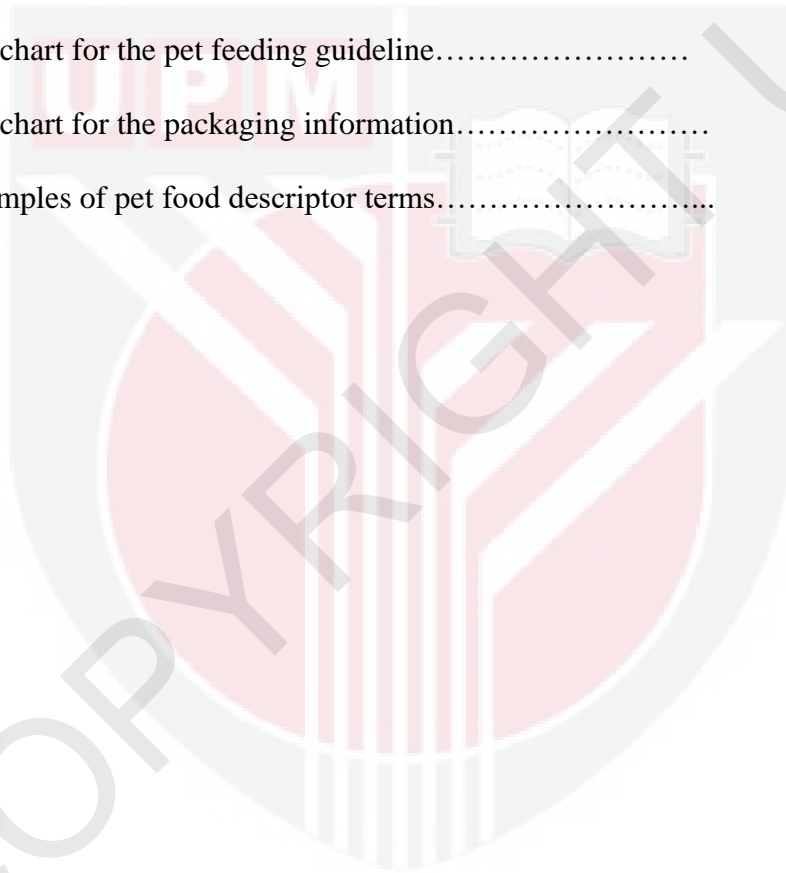 chart for the pet feeding guideline……………………
chart for the packaging information……………………
mples of pet food descriptor terms……………………...
UPM
COPYRIGHT U